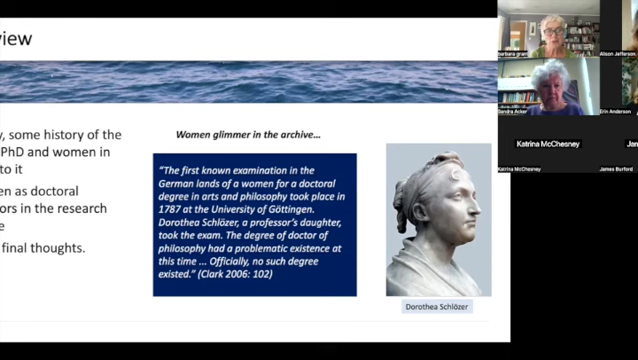 view
y, some history of the
PhD and women in
to it
en as doctoral
ors in the research
e
final thoughts.
Women glimmer in the archive...
"The first known examination in the
German lands of a women for a doctoral
degree in arts and philosophy took place in
1787 at the University of Göttingen.
Dorothea Schlözer, a professor's daughter,
took the exam. The degree of doctor of
philosophy had a problematic existence at
this time ... Officially, no such degree
existed." (Clark 2006: 102)
Dorothea Schlözer
barbara grant
Alison Jefferson
Sandra Acker
Erin Anderson
Katrina McChesney
Jan
Katrina McChesney
James Burford